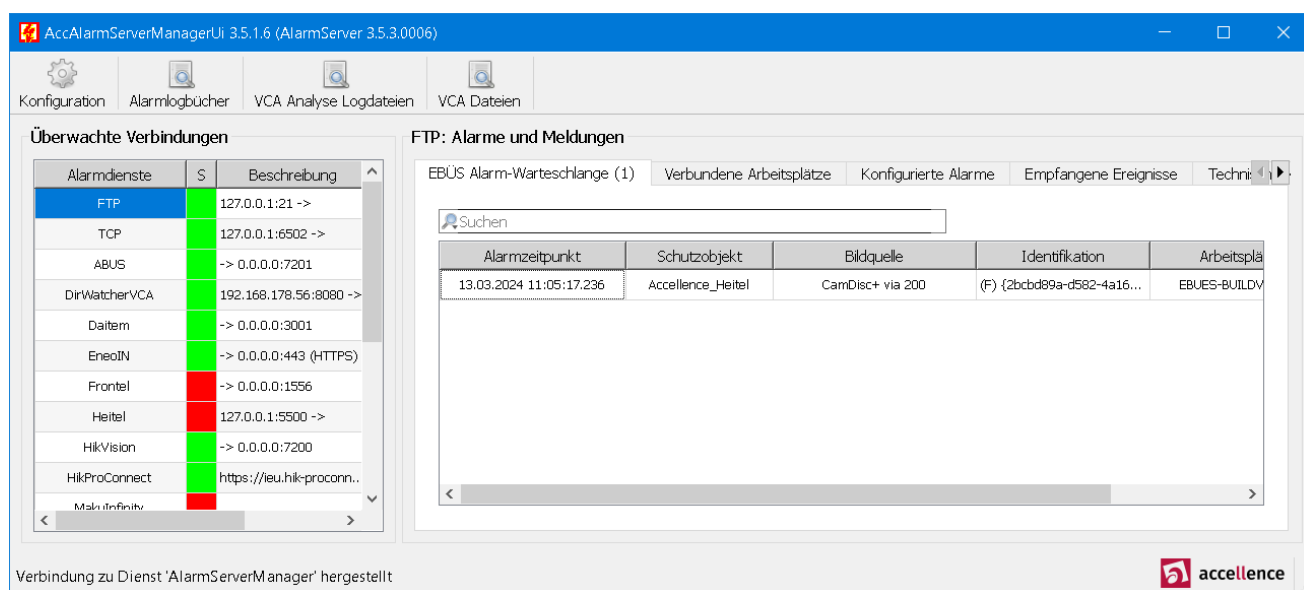 AccAlarmServerManagerUi 3.5.1.6 (AlarmServer 3.5.3.0006)
Konfiguration Alarmlogbücher VCA Analyse Logdateien VCA Dateien
Überwachte Verbindungen
Alarmdienste S Beschreibung
FTP 127.0.0.1:21 ->
TCP 127.0.0.1:6502 ->
ABUS -> 0.0.0.0:7201
DirWatcherVCA 192.168.178.56:8080 ->
Daitem -> 0.0.0.0:3001
EneoIN -> 0.0.0.0:443 (HTTPS)
Frontel -> 0.0.0.0:1556
Heitel 127.0.0.1:5500 ->
HikVision -> 0.0.0.0:7200
HikProConnect https://ieu.hik-proconn..
MakuInfinity
FTP: Alarme und Meldungen
EBÜS Alarm-Warteschlange (1) Verbundene Arbeitsplätze Konfigurierte Alarme Empfangene Ereignisse
Suchen
Alarmzeitpunkt Schutzobjekt Bildquelle Identifikation Arbeitsplä
13.03.2024 11:05:17.236 Accellence_Heitel CamDisc+ via 200 (F) {2bcbd89a-d582-4a16... EBUES-BUILDV
Verbindung zu Dienst 'AlarmServerManager' hergestellt
accellence